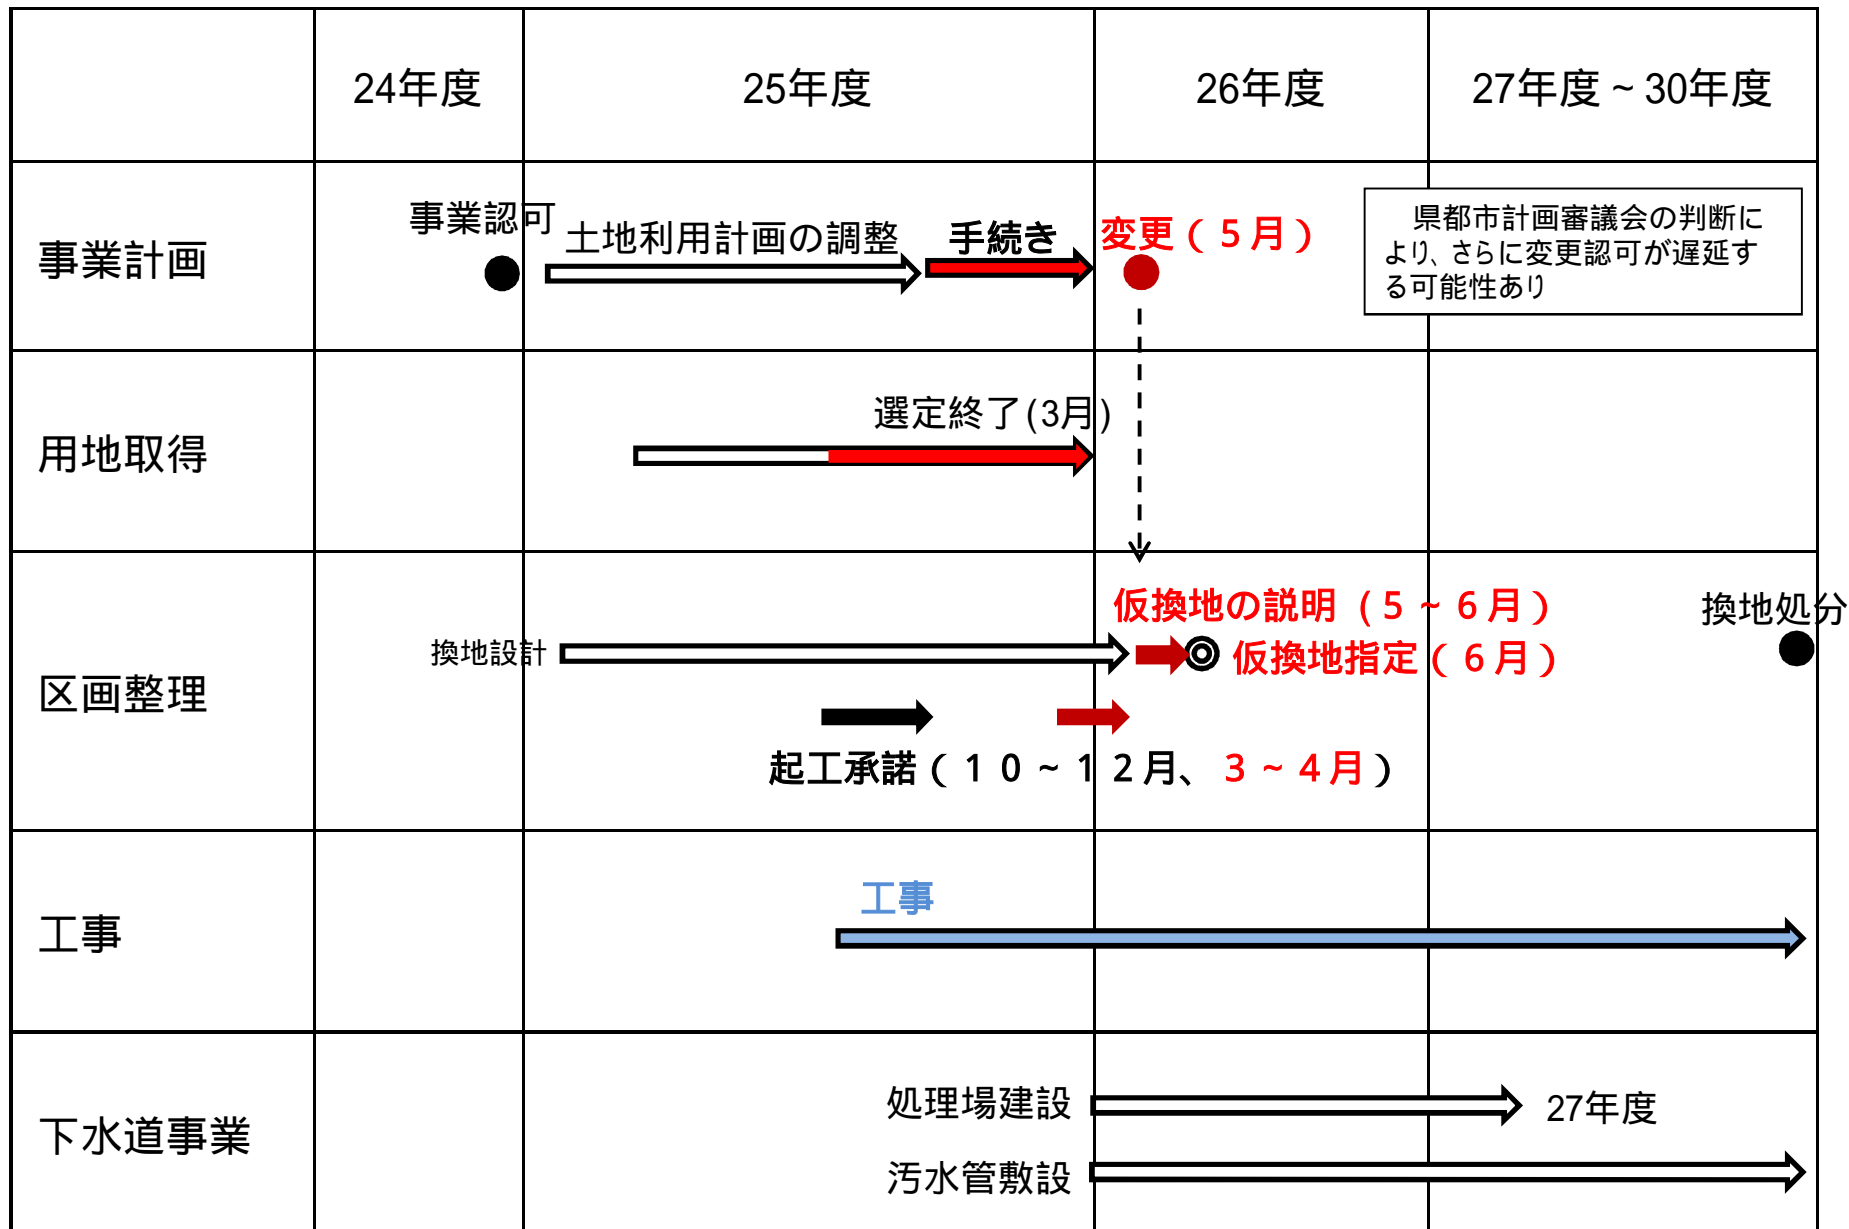 24年度
25年度
26年度
27年度 ~ 30年度
事業計画
事業認可
土地利用計画の調整
手続き
変更（５月）
県都市計画審議会の判断に
より、さらに変更認可が遅延す
る可能性あり
用地取得
選定終了(3月)
区画整理
換地設計
仮換地の説明（５~６月）
仮換地指定（６月）
換地処分
起工承諾（１０~１２月、３~４月）
工事
工事
下水道事業
処理場建設
27年度
汚水管敷設